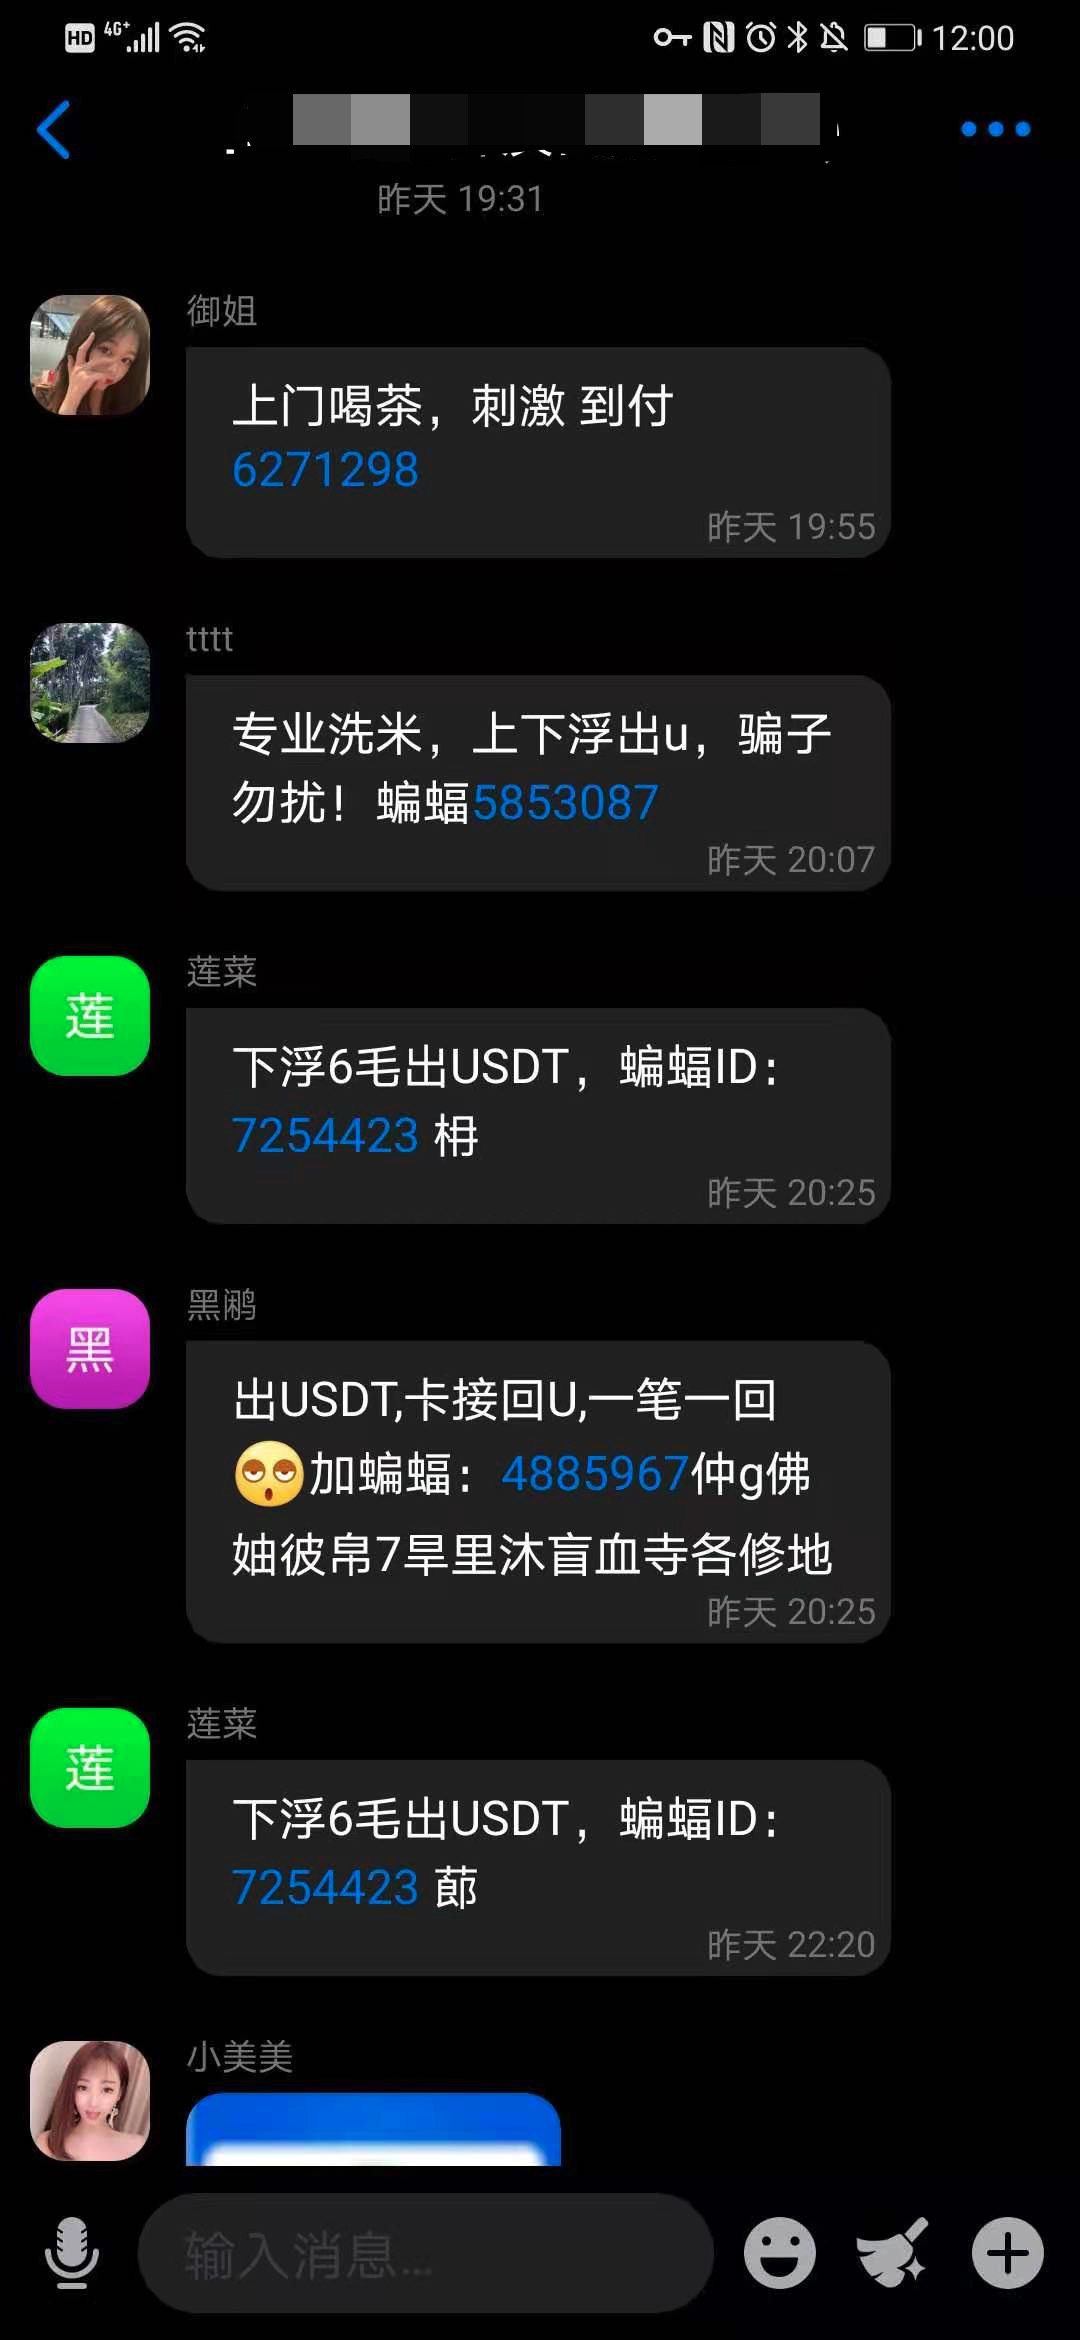 HD 4G+ 12:00
昨天 19:31
御姐
上门喝茶，刺激 到付
6271298
昨天 19:55
tttt
专业洗米，上下浮出u，骗子
勿扰！蝙蝠5853087
昨天 20:07
莲
莲菜
下浮6毛出USDT，蝙蝠ID：
7254423 枏
昨天 20:25
黑
黑鹇
出USDT,卡接回U,一笔一回
加蝙蝠：4885967仲g佛
妯彼帛7旱里沐盲血寺各修地
昨天 20:25
莲
莲菜
下浮6毛出USDT，蝙蝠ID：
7254423 蓈
昨天 22:20
小美美
输入消息...